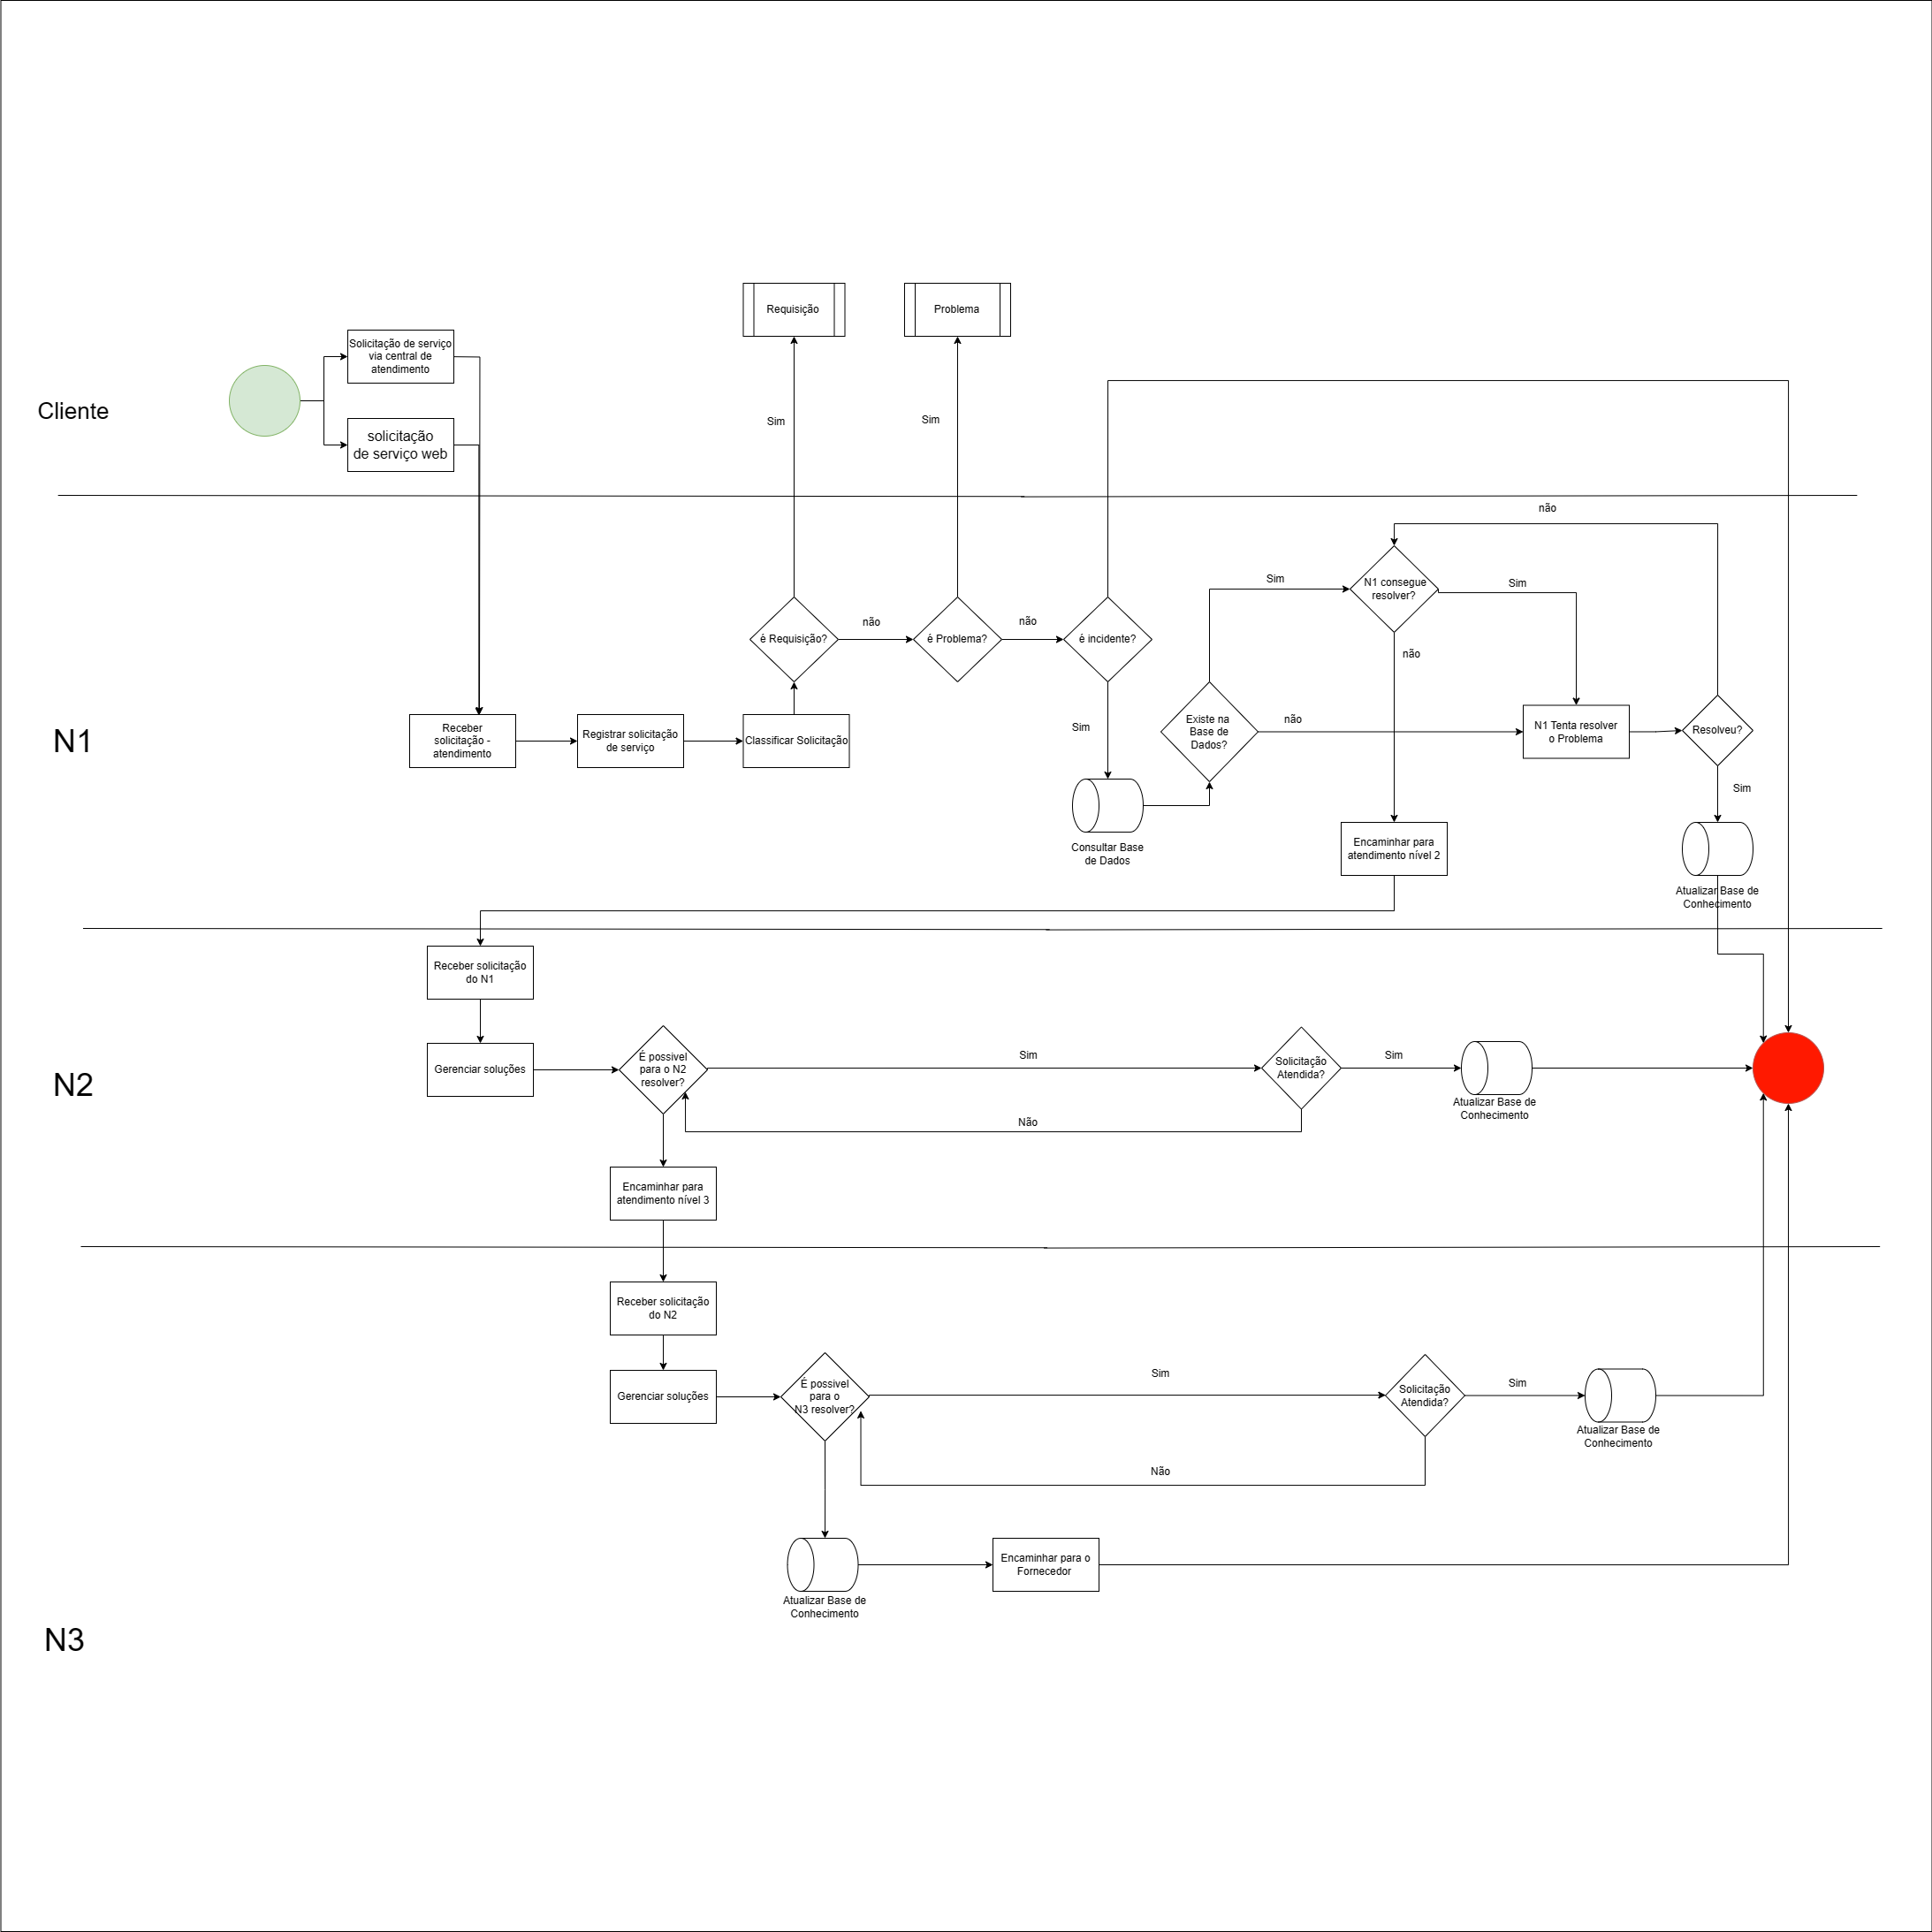 Requisição
Problema
Solicitação de serviço
via central de
atendimento
Cliente
solicitação
de serviço web
Sim
Sim
não
Sim
N1 consegue
resolver?
Sim
não
não
é Requisição?
é Problema?
é incidente?
não
Existe na
Base de
Dados?
não
N1 Tenta resolver
o Problema
Resolveu?
N1
Receber
solicitação -
atendimento
Registrar solicitação
de serviço
Classificar Solicitação
Sim
Sim
Consultar Base
de Dados
Encaminhar para
atendimento nível 2
Atualizar Base de
Conhecimento
Receber solicitação
do N1
N2
Gerenciar soluções
É possivel
para o N2
resolver?
Sim
Solicitação
Atendida?
Sim
Atualizar Base de
Conhecimento
Não
Encaminhar para
atendimento nível 3
Receber solicitação
do N2
Gerenciar soluções
É possivel
para o
N3 resolver?
Sim
Solicitação
Atendida?
Sim
Atualizar Base de
Conhecimento
Não
Atualizar Base de
Conhecimento
Encaminhar para o
Fornecedor
N3